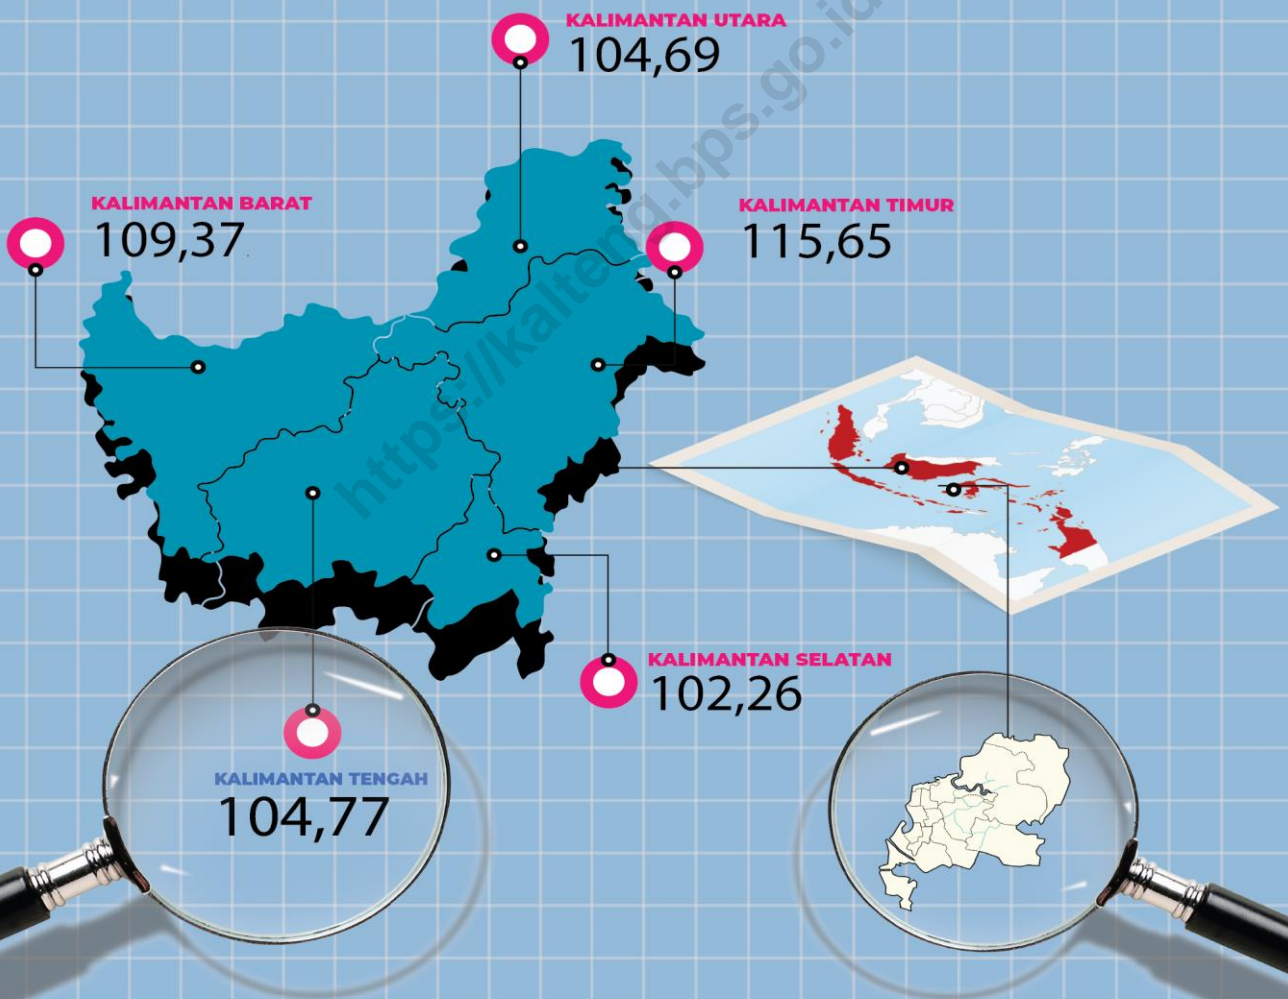 KALIMANTAN UTARA
104,69
KALIMANTAN BARAT
109,37
KALIMANTAN TIMUR
115,65
https://kalteng.bps.go.id
KALIMANTAN SELATAN
102,26
KALIMANTAN TENGAH
104,77